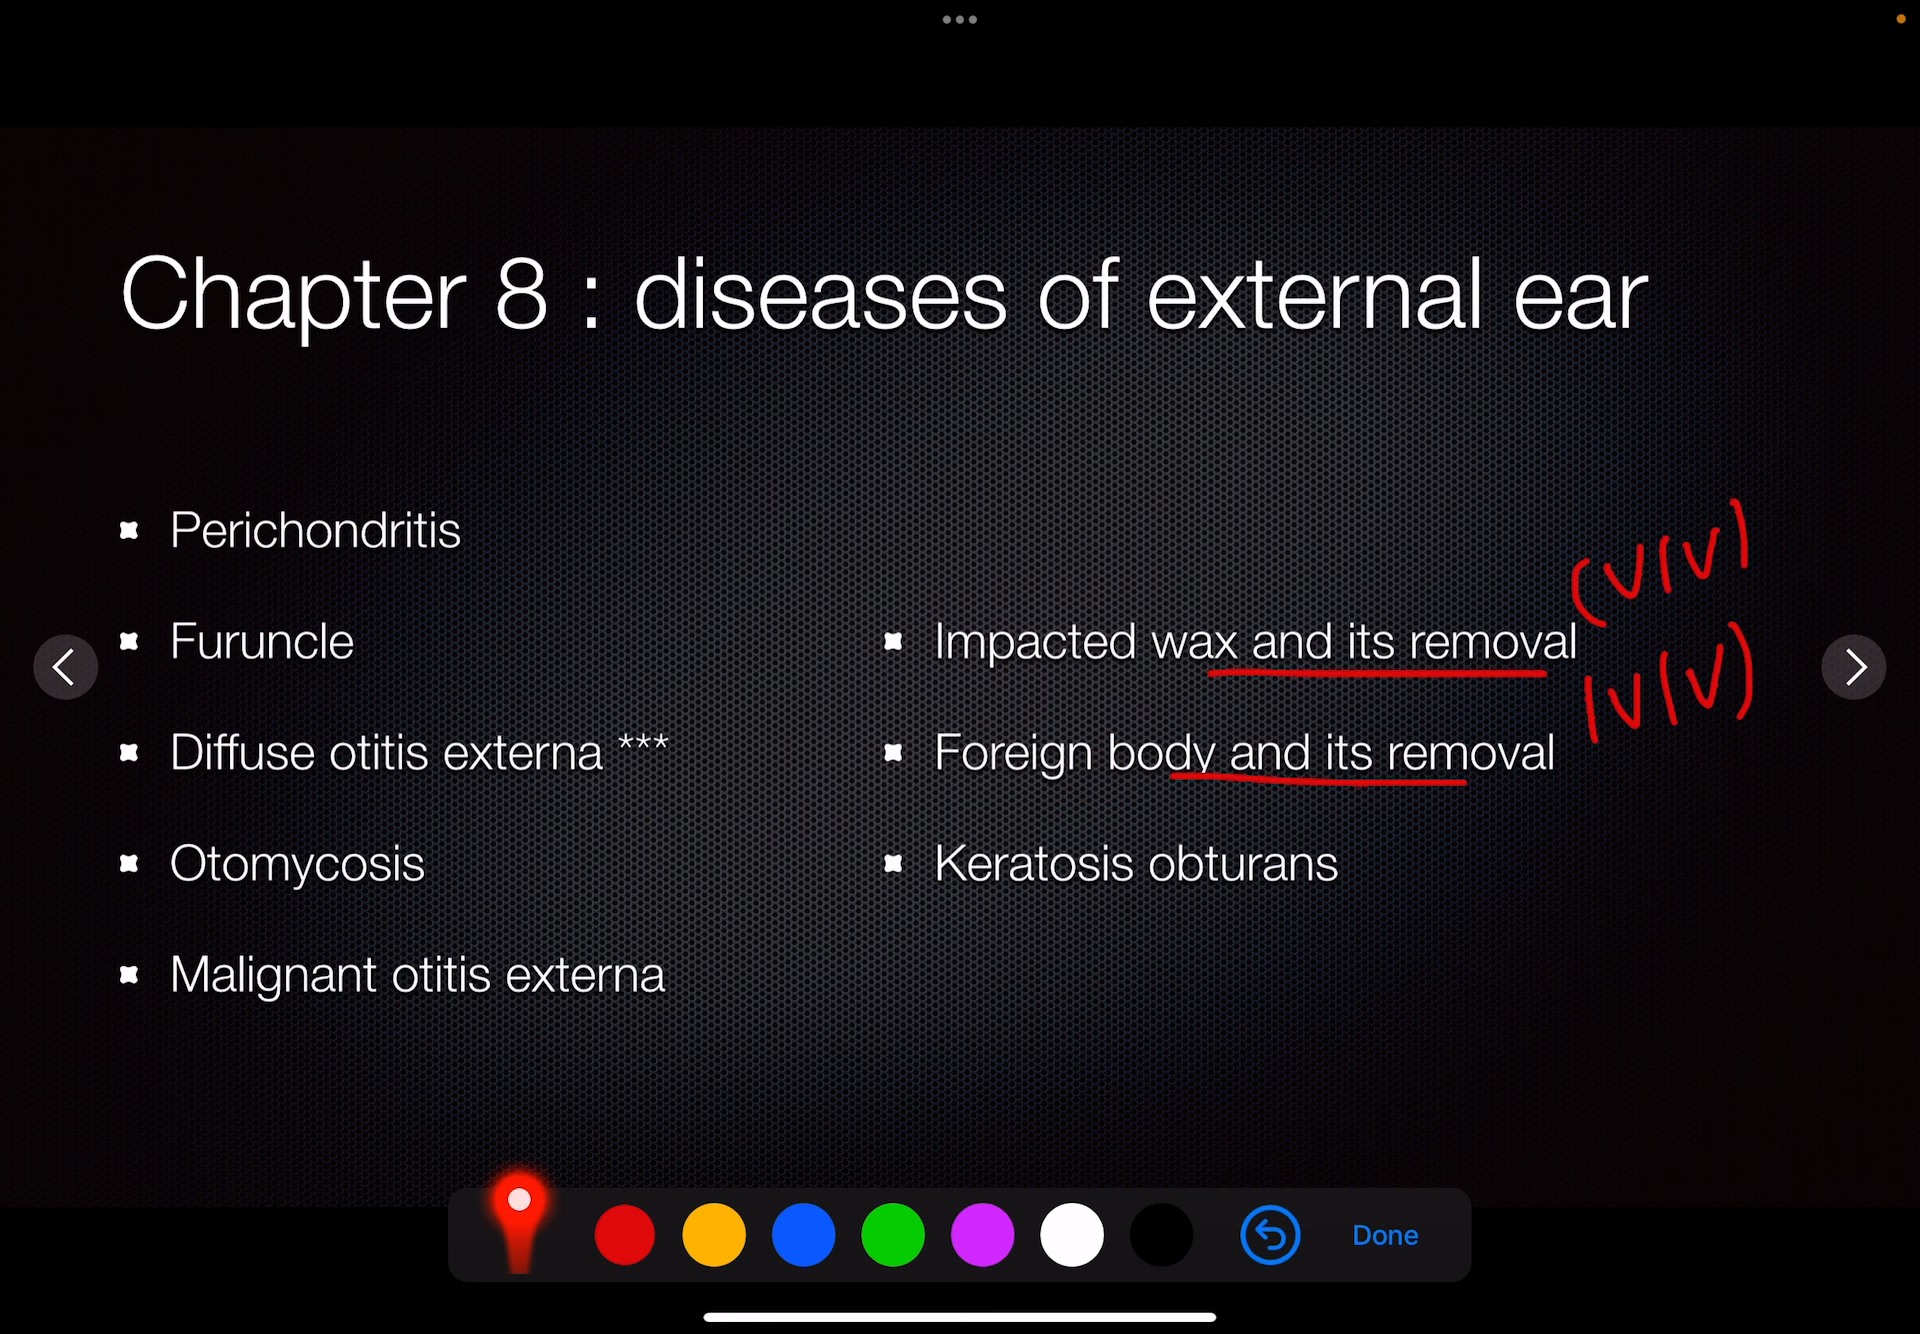 Chapter 8 : diseases of external ear
Perichondritis
Furuncle
Diffuse otitis externa ***
Otomycosis
Malignant otitis externa
(VIVA)
Impacted wax and its removal
Foreign body and its removal
Keratosis obturans
Done